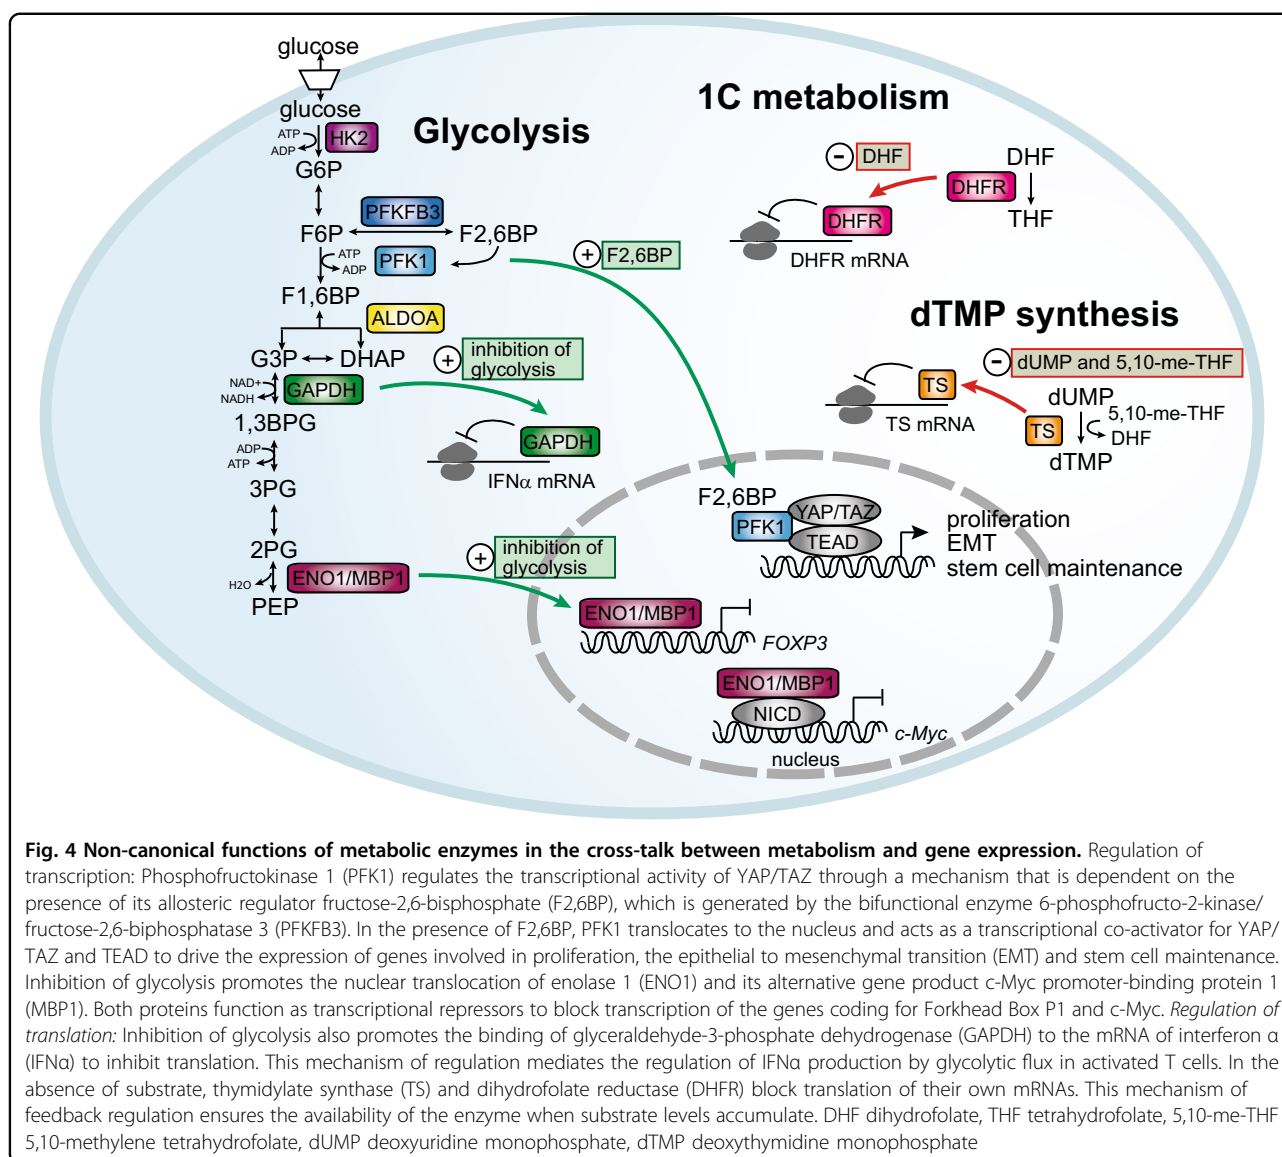 glucose
glucose
ATP
ADP
HK2
G6P
Glycolysis
PFKFB3
F6P
F2,6BP
ATP
ADP
PFK1
+ F2,6BP
F1,6BP
ALDOA
G3P
DHAP
+ inhibition of
glycolysis
NAD+
NADH
GAPDH
1,3BPG
GAPDH
IFNα mRNA
ADP
ATP
3PG
2PG
H2O
ENO1/MBP1
PEP
+ inhibition of
glycolysis
1C metabolism
− DHF
DHF
DHFR
THF
DHFR
DHFR mRNA
dTMP synthesis
− dUMP and 5,10-me-THF
TS
TS mRNA
dUMP
5,10-me-THF
TS
DHF
dTMP
F2,6BP
PFK1
YAP/TAZ
TEAD
proliferation
EMT
stem cell maintenance
ENO1/MBP1
FOXP3
ENO1/MBP1
NICD
c-Myc
nucleus
Fig. 4 Non-canonical functions of metabolic enzymes in the cross-talk between metabolism and gene expression. Regulation of
transcription: Phosphofructokinase 1 (PFK1) regulates the transcriptional activity of YAP/TAZ through a mechanism that is dependent on the
presence of its allosteric regulator fructose-2,6-bisphosphate (F2,6BP), which is generated by the bifunctional enzyme 6-phosphofructo-2-kinase/
fructose-2,6-biphosphatase 3 (PFKFB3). In the presence of F2,6BP, PFK1 translocates to the nucleus and acts as a transcriptional co-activator for YAP/
TAZ and TEAD to drive the expression of genes involved in proliferation, the epithelial to mesenchymal transition (EMT) and stem cell maintenance.
Inhibition of glycolysis promotes the nuclear translocation of enolase 1 (ENO1) and its alternative gene product c-Myc promoter-binding protein 1
(MBP1). Both proteins function as transcriptional repressors to block transcription of the genes coding for Forkhead Box P1 and c-Myc. Regulation of
translation: Inhibition of glycolysis also promotes the binding of glyceraldehyde-3-phosphate dehydrogenase (GAPDH) to the mRNA of interferon α
(IFNα) to inhibit translation. This mechanism of regulation mediates the regulation of IFNα production by glycolytic flux in activated T cells. In the
absence of substrate, thymidylate synthase (TS) and dihydrofolate reductase (DHFR) block translation of their own mRNAs. This mechanism of
feedback regulation ensures the availability of the enzyme when substrate levels accumulate. DHF dihydrofolate, THF tetrahydrofolate, 5,10-me-THF
5,10-methylene tetrahydrofolate, dUMP deoxyuridine monophosphate, dTMP deoxythymidine monophosphate